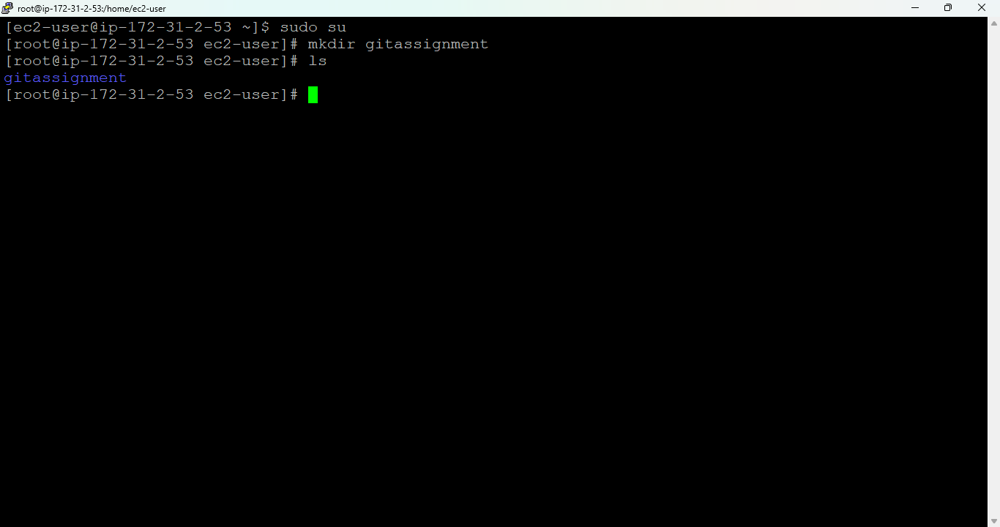 root@ip-172-31-2-53:/home/ec2-user
[ec2-user@ip-172-31-2-53 ~]$ sudo su
[root@ip-172-31-2-53 ec2-user]# mkdir gitassignment
[root@ip-172-31-2-53 ec2-user]# ls
gitassignment
[root@ip-172-31-2-53 ec2-user]#